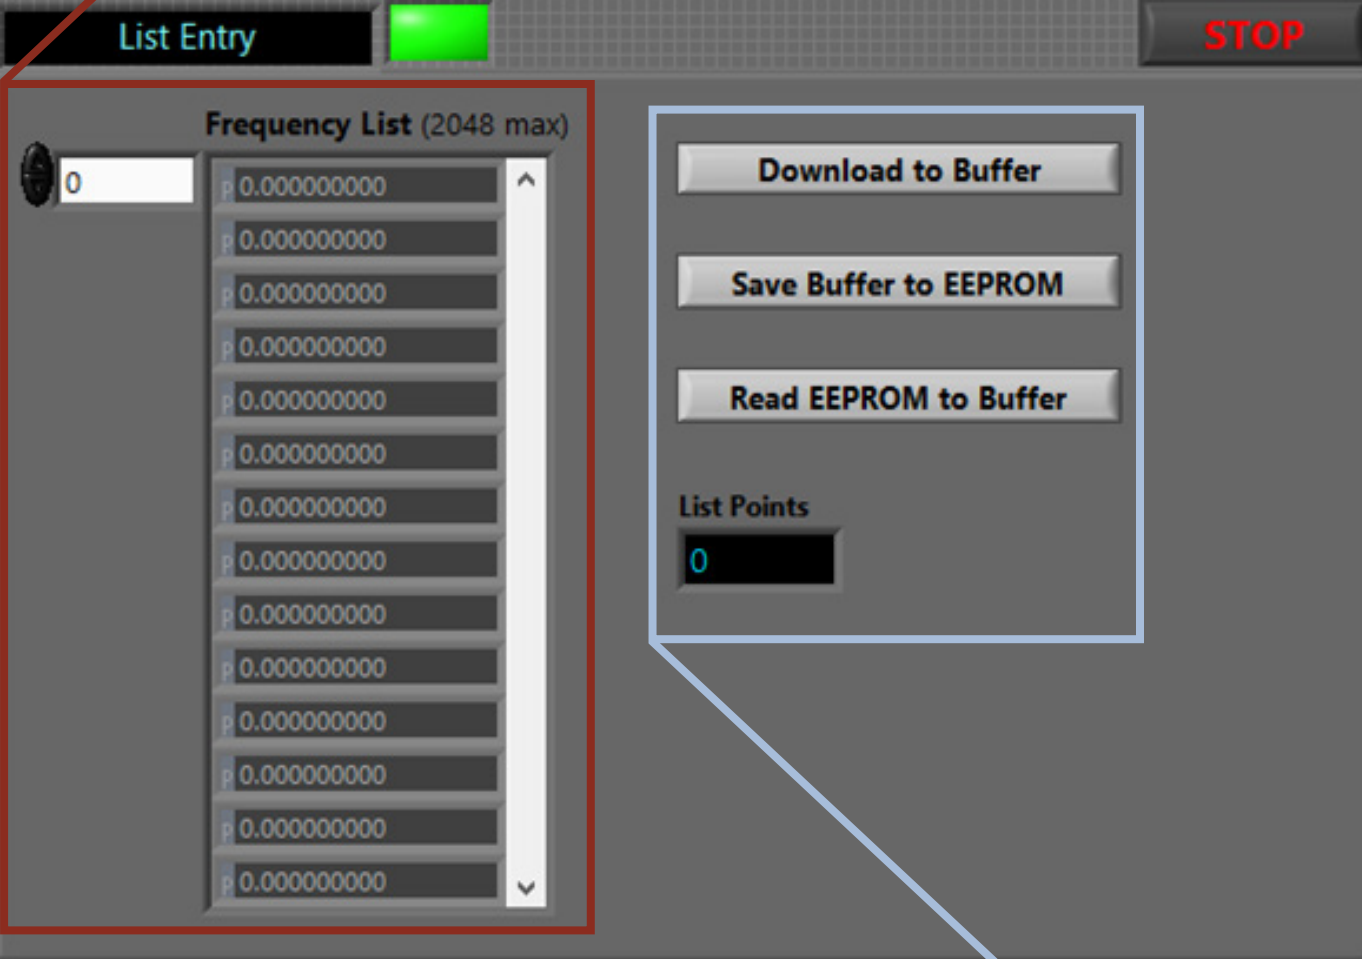 List Entry
STOP
Frequency List (2048 max)
0
p 0.000000000
p 0.000000000
p 0.000000000
p 0.000000000
p 0.000000000
p 0.000000000
p 0.000000000
p 0.000000000
p 0.000000000
p 0.000000000
p 0.000000000
p 0.000000000
p 0.000000000
p 0.000000000
Download to Buffer
Save Buffer to EEPROM
Read EEPROM to Buffer
List Points
0